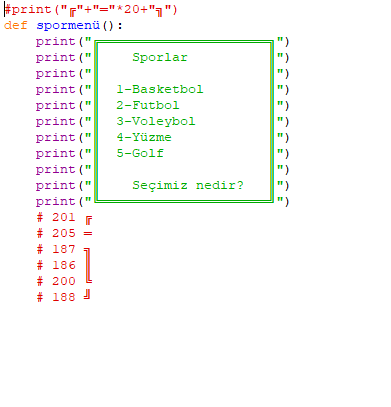 #print("╔"+"═"*20+"╗")
def spormenü():
    print("╔═════════════════════╗")
    print("║    Sporlar          ║")
    print("║                     ║")
    print("║  1-Basketbol        ║")
    print("║  2-Futbol           ║")
    print("║  3-Voleybol         ║")
    print("║  4-Yüzme            ║")
    print("║  5-Golf             ║")
    print("║                     ║")
    print("║    Seçimiz nedir?   ║")
    print("╚═════════════════════╝")
    # 201 ╔
    # 205 ═
    # 187 ╗
    # 186 ║
    # 200 ╚
    # 188 ╝